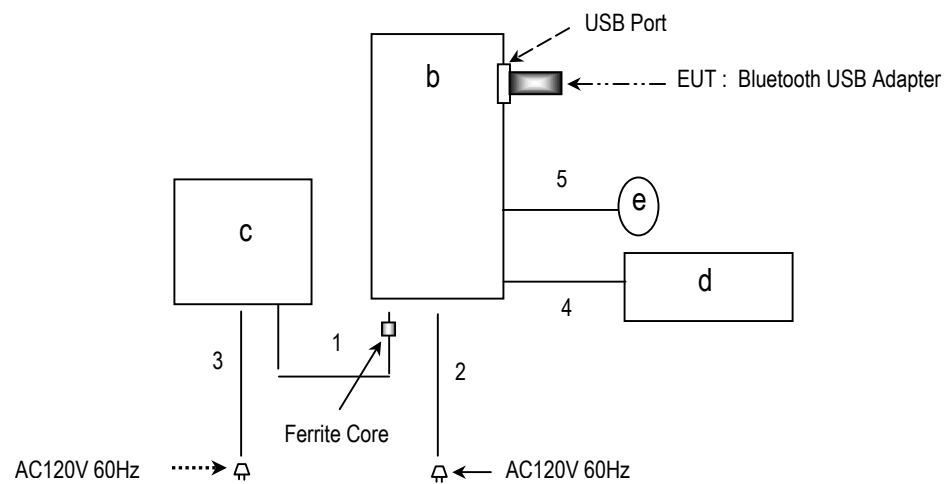 USB Port
b
EUT : Bluetooth USB Adapter
5
e
c
d
4
1
3
2
Ferrite Core
AC120V 60Hz
AC120V 60Hz